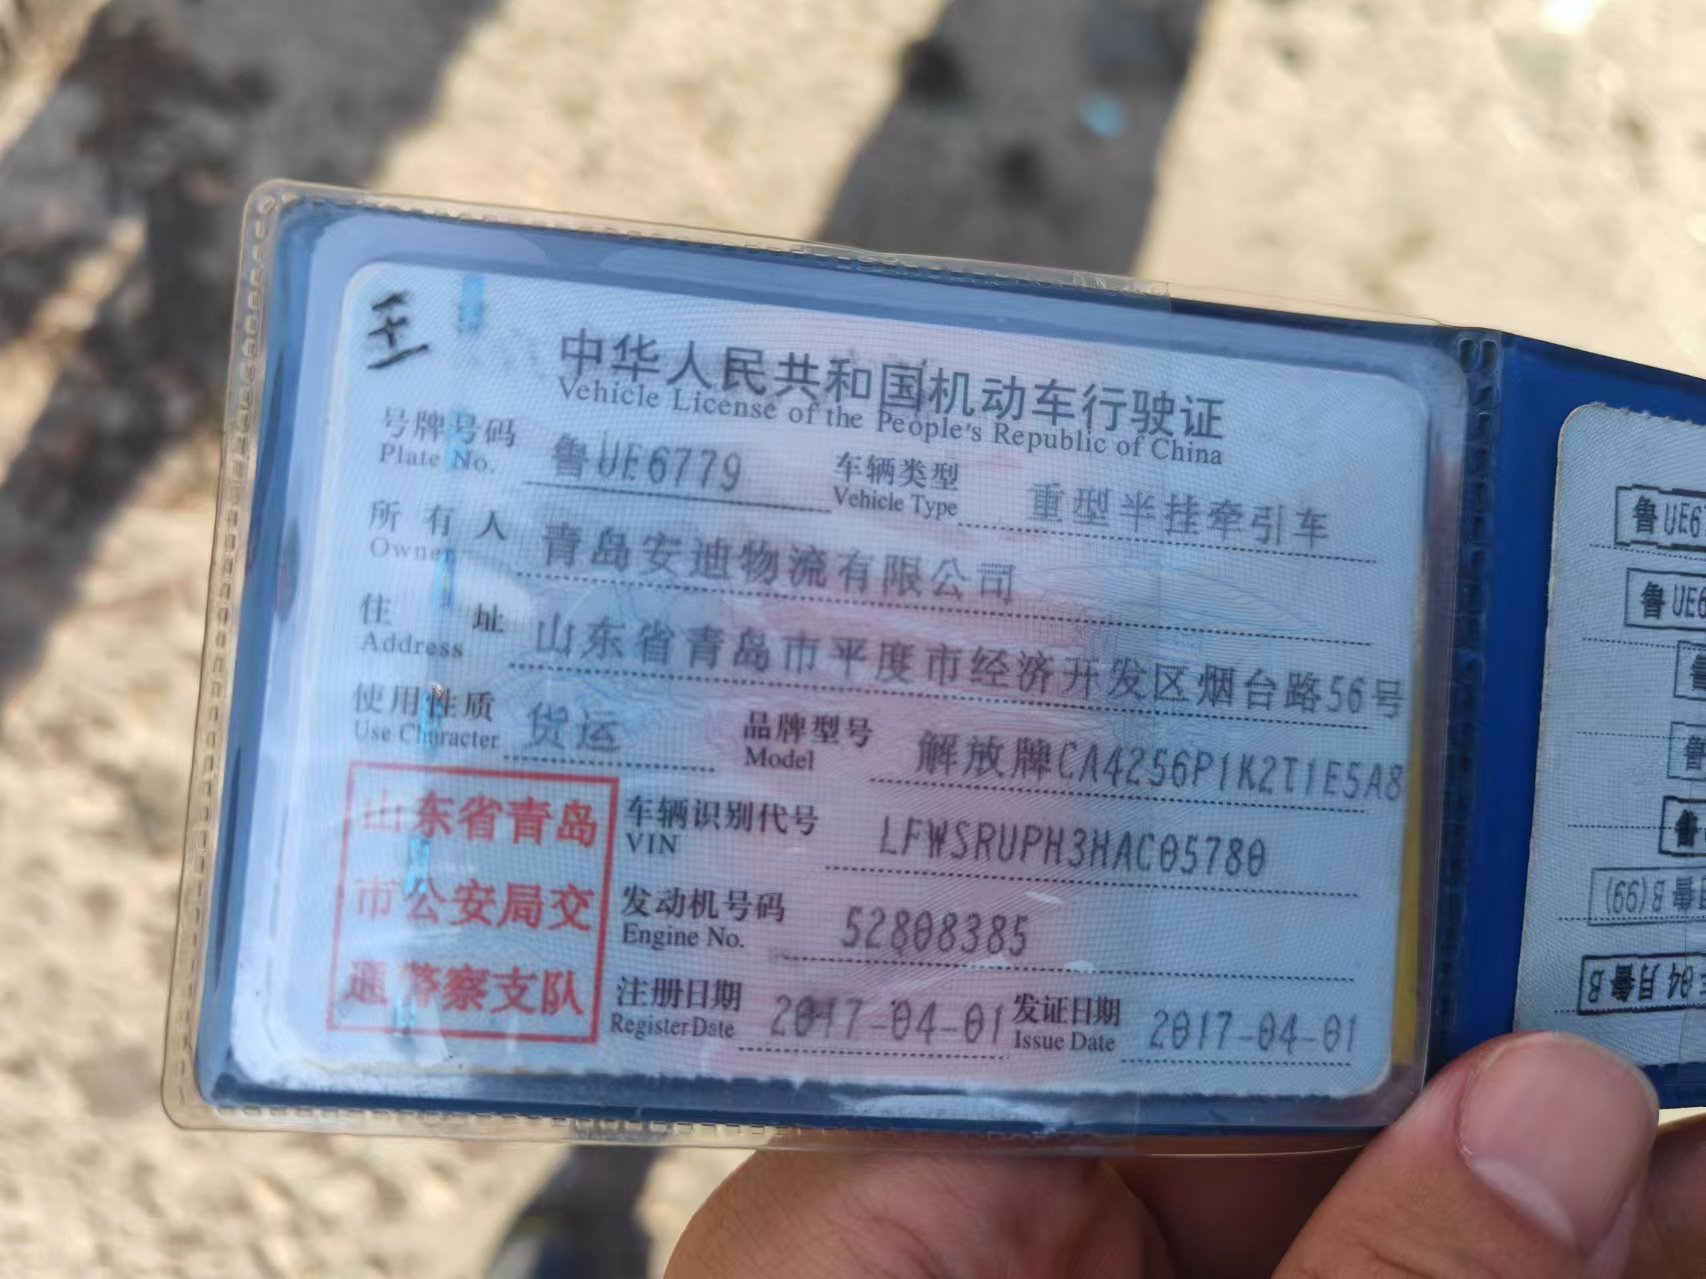 中华人民共和国机动车行驶证
Vehicle License of the People's Republic of China
号牌号码 鲁UE6779 车辆类型 重型半挂牵引车
Plate No. Vehicle Type
所有人 青岛安迪物流有限公司
Owner
住址 山东省青岛市平度市经济开发区烟台路56号
Address
使用性质 货运 品牌型号 解放牌CA4256P1K2T1E5A8
Use Character Model
山东省青岛
市公安局交
通警察支队
车辆识别代号 LFWSRUPH3HAC05780
VIN
发动机号码 52808385
Engine No.
注册日期 2017-04-01 发证日期 2017-04-01
Register Date Issue Date
鲁UE6
鲁UE6